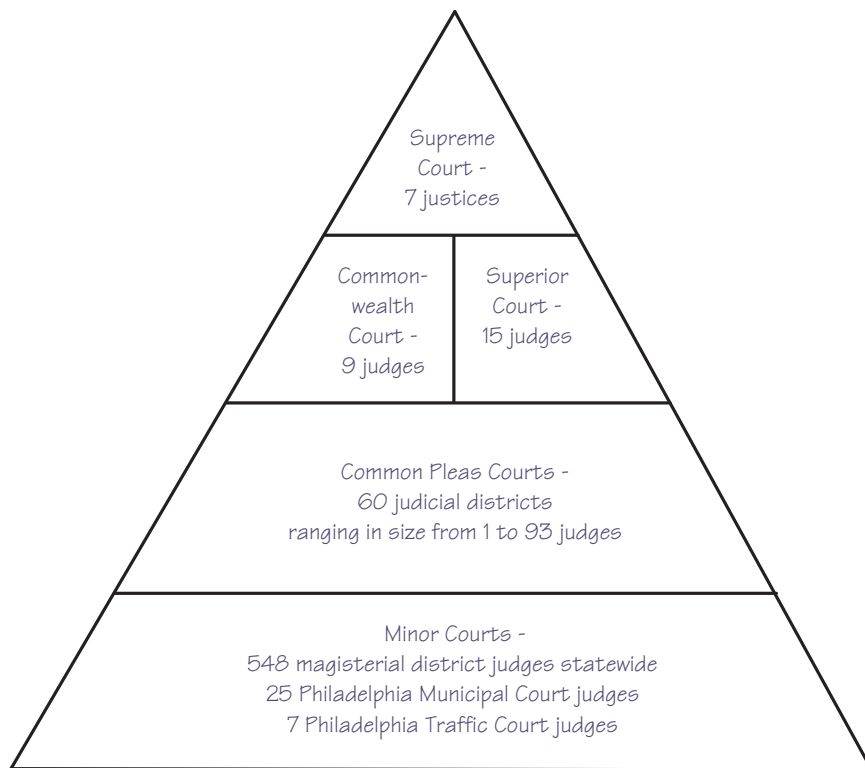 Supreme
Court -
7 justices
Common-
wealth
Court -
9 judges
Superior
Court -
15 judges
Common Pleas Courts -
60 judicial districts
ranging in size from 1 to 93 judges
Minor Courts -
548 magisterial district judges statewide
25 Philadelphia Municipal Court judges
7 Philadelphia Traffic Court judges